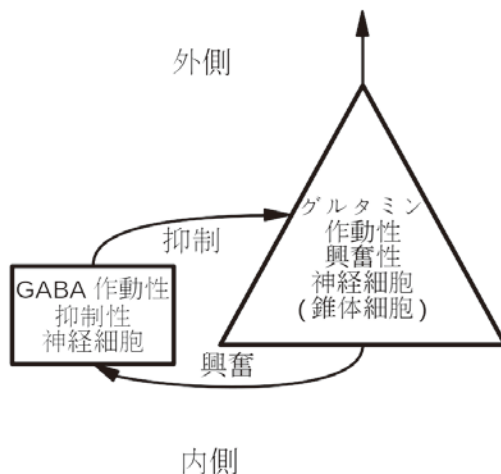 外側
グルタミン
作動性
興奮性
神経細胞
(錐体細胞)
抑制
GABA 作動性
抑制性
神経細胞
興奮
内側